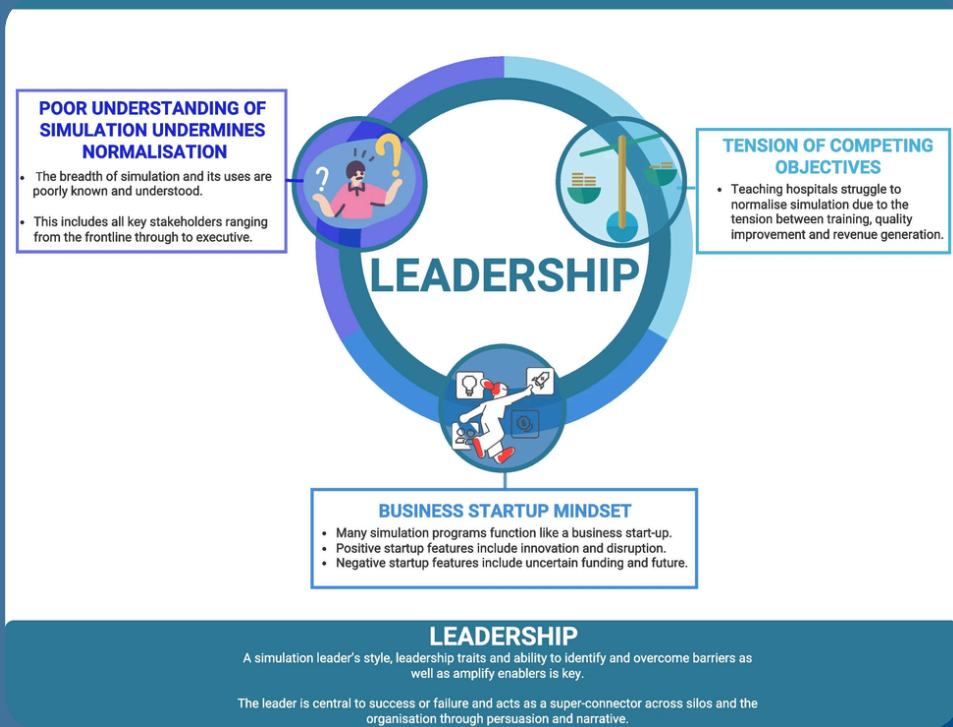 POOR UNDERSTANDING OF
SIMULATION UNDERMINES
NORMALISATION
• The breadth of simulation and its uses are
poorly known and understood.
• This includes all key stakeholders ranging
from the frontline through to executive.
TENSION OF COMPETING
OBJECTIVES
• Teaching hospitals struggle to
normalise simulation due to the
tension between training, quality
improvement and revenue generation.
LEADERSHIP
BUSINESS STARTUP MINDSET
• Many simulation programs function like a business start-up.
• Positive startup features include innovation and disruption.
• Negative startup features include uncertain funding and future.
LEADERSHIP
A simulation leader's style, leadership traits and ability to identify and overcome barriers as
well as amplify enablers is key.
The leader is central to success or failure and acts as a super-connector across silos and the
organisation through persuasion and narrative.